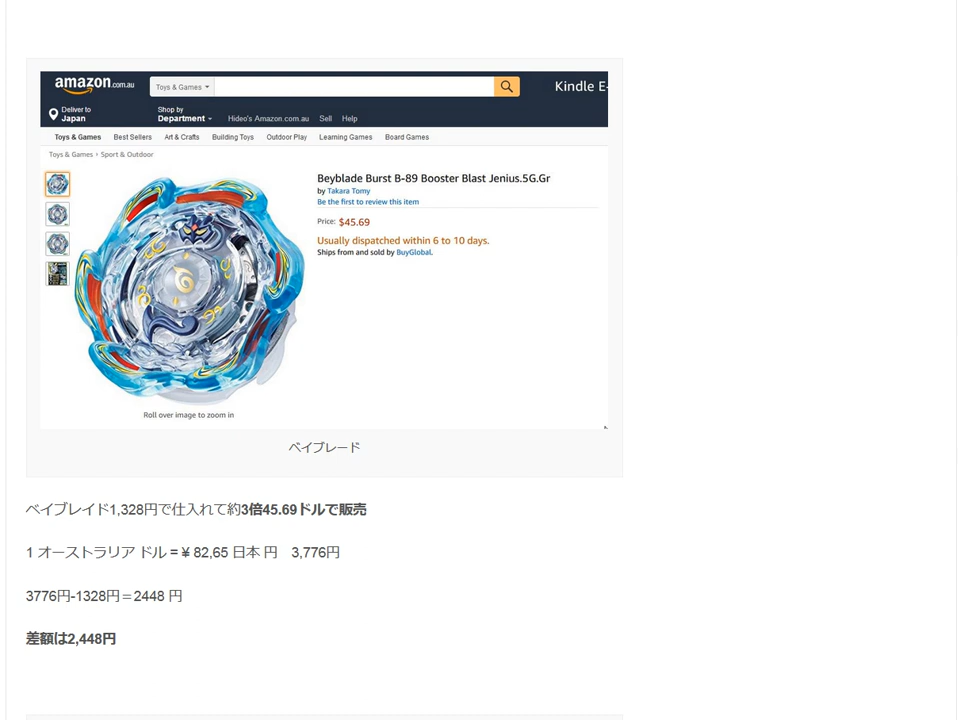 amazon.com.au
Toys & Games
Kindle E-
Deliver to
Japan
Shop by
Department
Hideo's Amazon.com.au Sell Help
Toys & Games Best Sellers Art & Crafts Building Toys Outdoor Play Learning Games Board Games
Toys & Games › Sport & Outdoor
Beyblade Burst B-89 Booster Blast Jenius.5G.Gr
by Takara Tomy
Be the first to review this item
Price: $45.69
Usually dispatched within 6 to 10 days.
Ships from and sold by BuyGlobal.
Roll over image to zoom in
ベイブレード
ベイブレイド1,328円で仕入れて約3倍45.69ドルで販売
1 オーストラリア ドル = ¥ 82,65 日本 円 3,776円
3776円-1328円＝2448 円
差額は2,448円